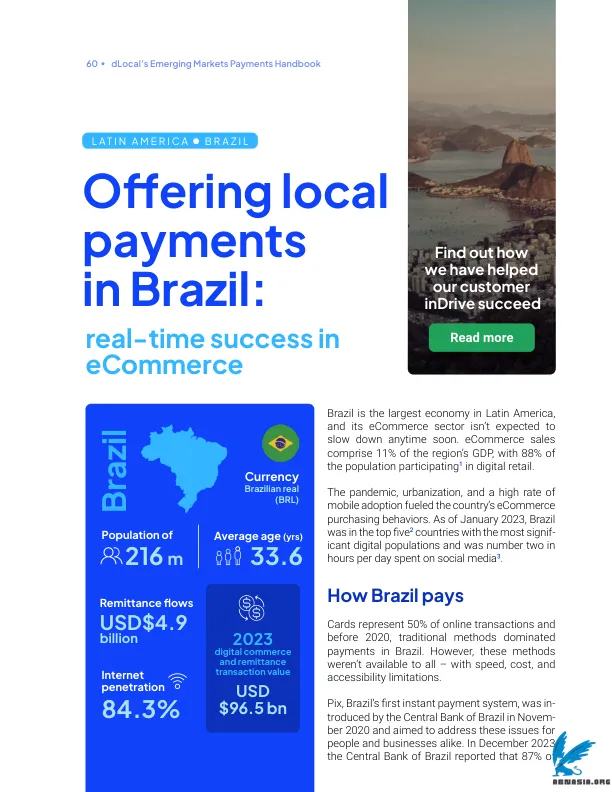 60 • dLocal's Emerging Markets Payments Handbook
LATIN AMERICA ● BRAZIL
Offering local
payments
in Brazil:
real-time success in
eCommerce
Find out how
we have helped
our customer
inDrive succeed
Read more
Brazil
Currency
Brazilian real
(BRL)
Population of
216 m
Average age (yrs)
33.6
Remittance flows
USD$4.9
billion
Internet
penetration
84.3%
2023
digital commerce
and remittance
transaction value
USD
$96.5 bn
Brazil is the largest economy in Latin America,
and its eCommerce sector isn't expected to
slow down anytime soon. eCommerce sales
comprise 11% of the region's GDP, with 88% of
the population participating¹ in digital retail.
The pandemic, urbanization, and a high rate of
mobile adoption fueled the country's eCommerce
purchasing behaviors. As of January 2023, Brazil
was in the top five² countries with the most signif-
icant digital populations and was number two in
hours per day spent on social media³.
How Brazil pays
Cards represent 50% of online transactions and
before 2020, traditional methods dominated
payments in Brazil. However, these methods
weren't available to all – with speed, cost, and
accessibility limitations.
Pix, Brazil's first instant payment system, was in-
troduced by the Central Bank of Brazil in Novem-
ber 2020 and aimed to address these issues for
people and businesses alike. In December 2023
the Central Bank of Brazil reported that 87% of
ABNASIA.ORG